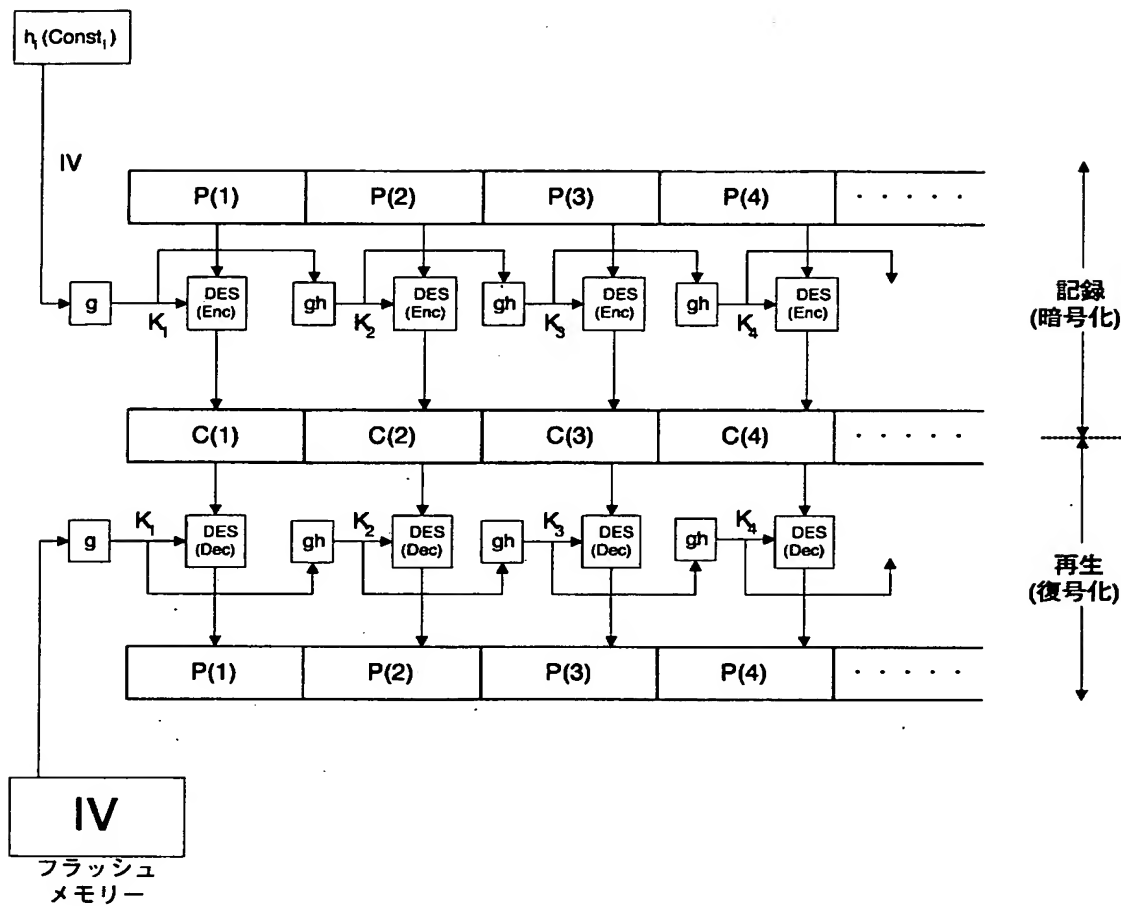 h₁(Const₁)
IV
P(1) P(2) P(3) P(4) · · · · ·
g K₁ DES (Enc) gh K₂ DES (Enc) gh K₃ DES (Enc) gh K₄ DES (Enc)
記録
(暗号化)
C(1) C(2) C(3) C(4) · · · · ·
g K₁ DES (Dec) gh K₂ DES (Dec) gh K₃ DES (Dec) gh K₄ DES (Dec)
再生
(復号化)
P(1) P(2) P(3) P(4) · · · · ·
IV
フラッシュ
メモリー